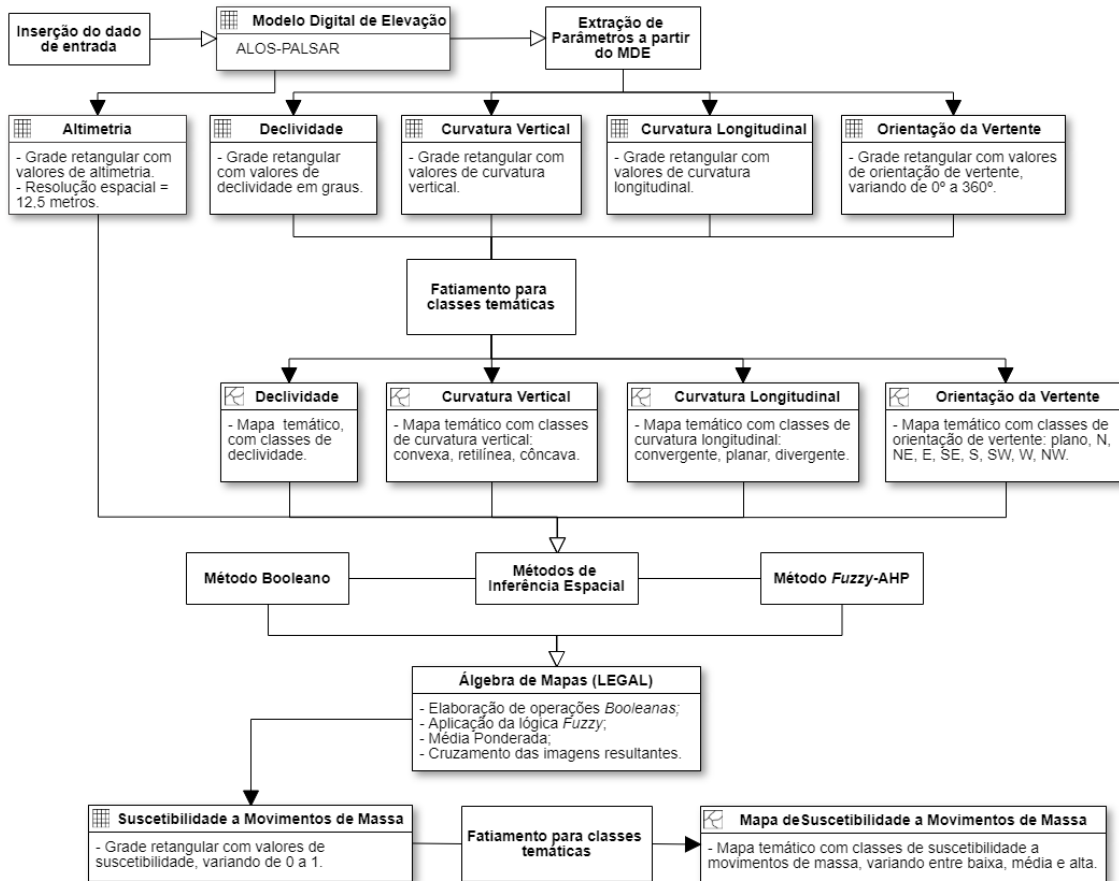 Inserção do dado
de entrada
Modelo Digital de Elevação
ALOS-PALSAR
Extração de
Parâmetros a partir
do MDE
Altimetria
- Grade retangular com
valores de altimetria.
- Resolução espacial =
12,5 metros.
Declividade
- Grade retangular
com valores de
declividade em graus.
Curvatura Vertical
- Grade retangular com
valores de curvatura
vertical.
Curvatura Longitudinal
- Grade retangular com
valores de curvatura
longitudinal.
Orientação da Vertente
- Grade retangular com valores
de orientação de vertente,
variando de 0º a 360º.
Fatiamento para
classes temáticas
Declividade
- Mapa temático,
com classes de
declividade.
Curvatura Vertical
- Mapa temático com classes
de curvatura vertical:
convexa, retilínea, côncava.
Curvatura Longitudinal
- Mapa temático com classes de
curvatura longitudinal:
convergente, planar, divergente.
Orientação da Vertente
- Mapa temático com classes de
orientação de vertente: plano, N,
NE, E, SE, S, SW, W, NW.
Método Booleano
Métodos de
Inferência Espacial
Método Fuzzy-AHP
Álgebra de Mapas (LEGAL)
- Elaboração de operações Booleanas;
- Aplicação da lógica Fuzzy;
- Média Ponderada;
- Cruzamento das imagens resultantes.
Suscetibilidade a Movimentos de Massa
- Grade retangular com valores de
suscetibilidade, variando de 0 a 1.
Fatiamento para classes
temáticas
Mapa deSuscetibilidade a Movimentos de Massa
- Mapa temático com classes de suscetibilidade a
movimentos de massa, variando entre baixa, média e alta.